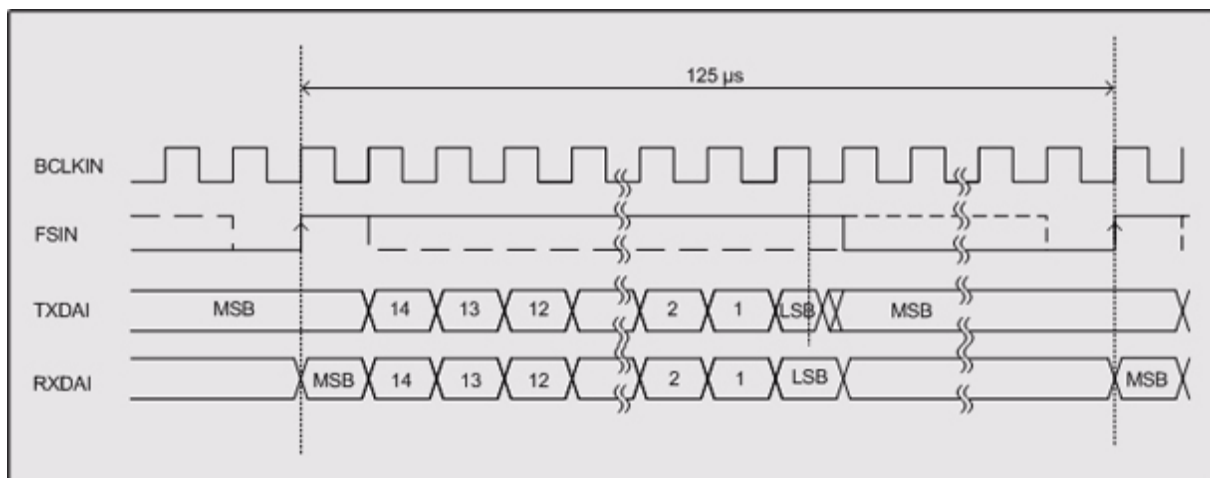 125 µs
BCLKIN
FSIN
TXDAI MSB 14 13 12 2 1 LSB MSB
RXDAI MSB 14 13 12 2 1 LSB MSB